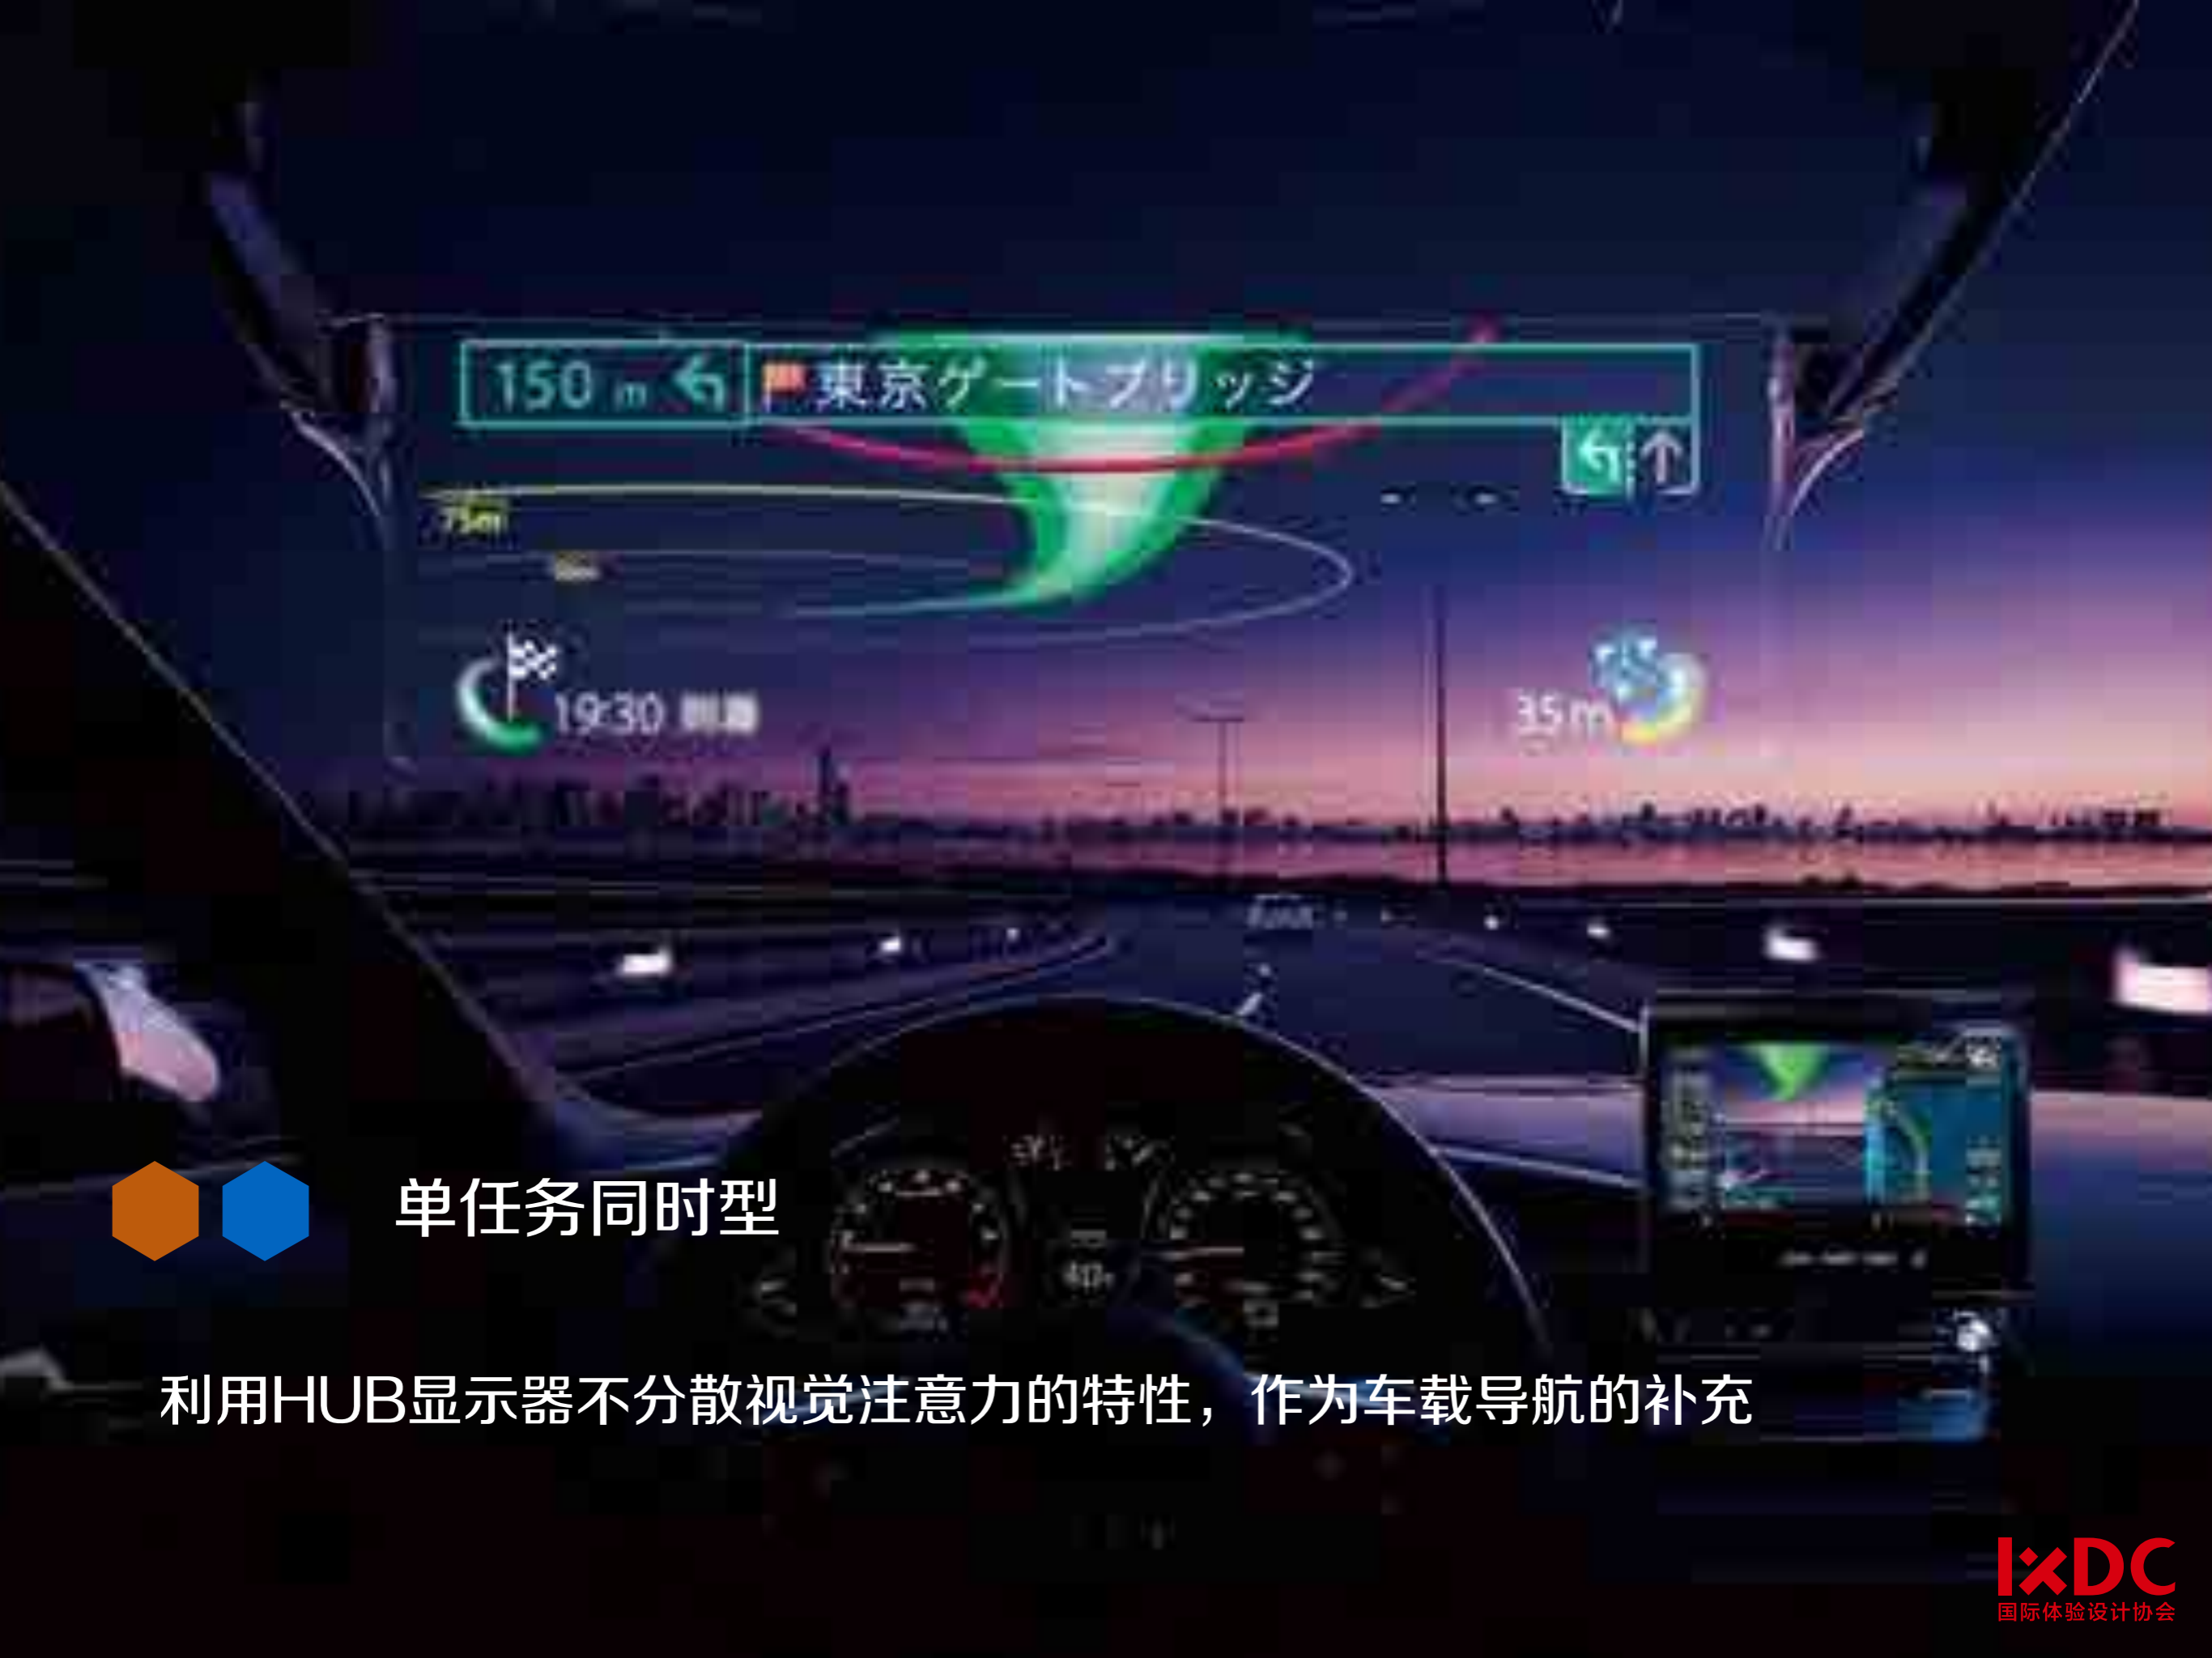 150 m 東京ゲートブリッジ
75m
19:30
35m
单任务同时型
利用HUB显示器不分散视觉注意力的特性，作为车载导航的补充
IXDC
国际体验设计协会